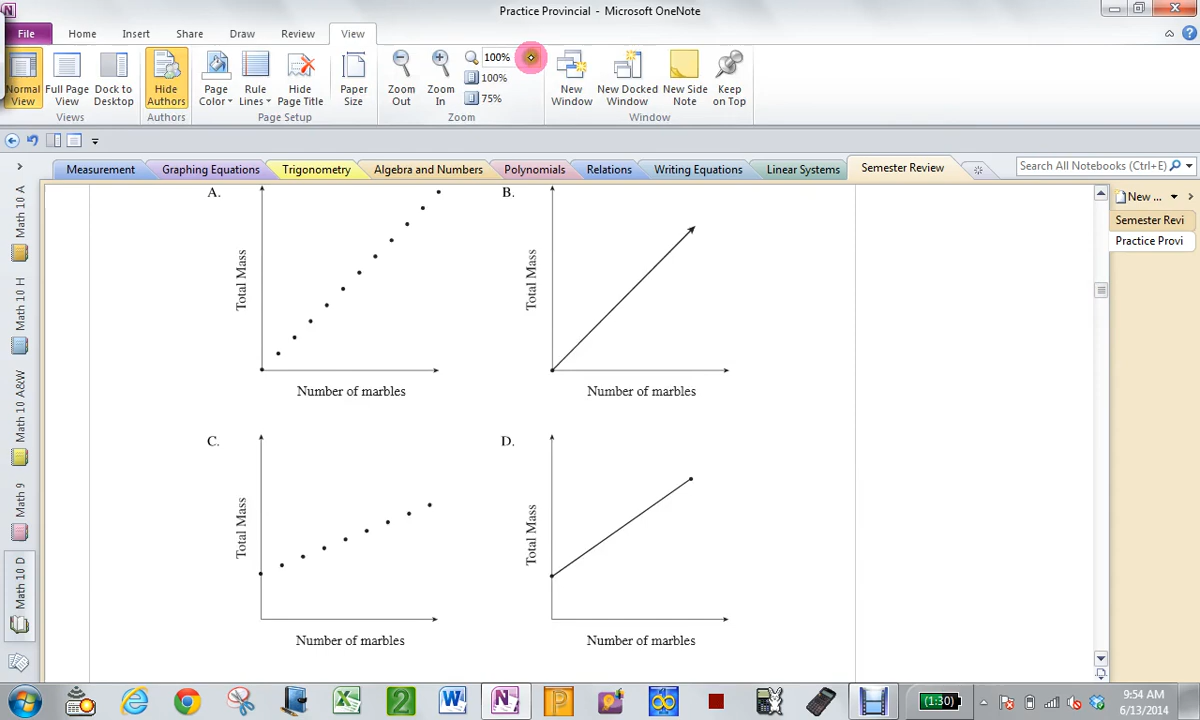 Practice Provincial - Microsoft OneNote
File Home Insert Share Draw Review View
Normal View
Full Page View
Dock to Desktop
Views
Hide Authors
Authors
Page Color
Rule Lines
Hide Page Title
Page Setup
Paper Size
Zoom Out
Zoom In
100%
100%
75%
Zoom
New Window
New Docked Window
New Side Note
Keep on Top
Window
Measurement Graphing Equations Trigonometry Algebra and Numbers Polynomials Relations Writing Equations Linear Systems Semester Review
Search All Notebooks (Ctrl+E)
New ...
Semester Revi
Practice Provi
Math 10 A
Math 10 H
Math 10 A&W
Math 9
Math 10 D
A.
Total Mass
Number of marbles
B.
Total Mass
Number of marbles
C.
Total Mass
Number of marbles
D.
Total Mass
Number of marbles
(1:30)
9:54 AM
6/13/2014